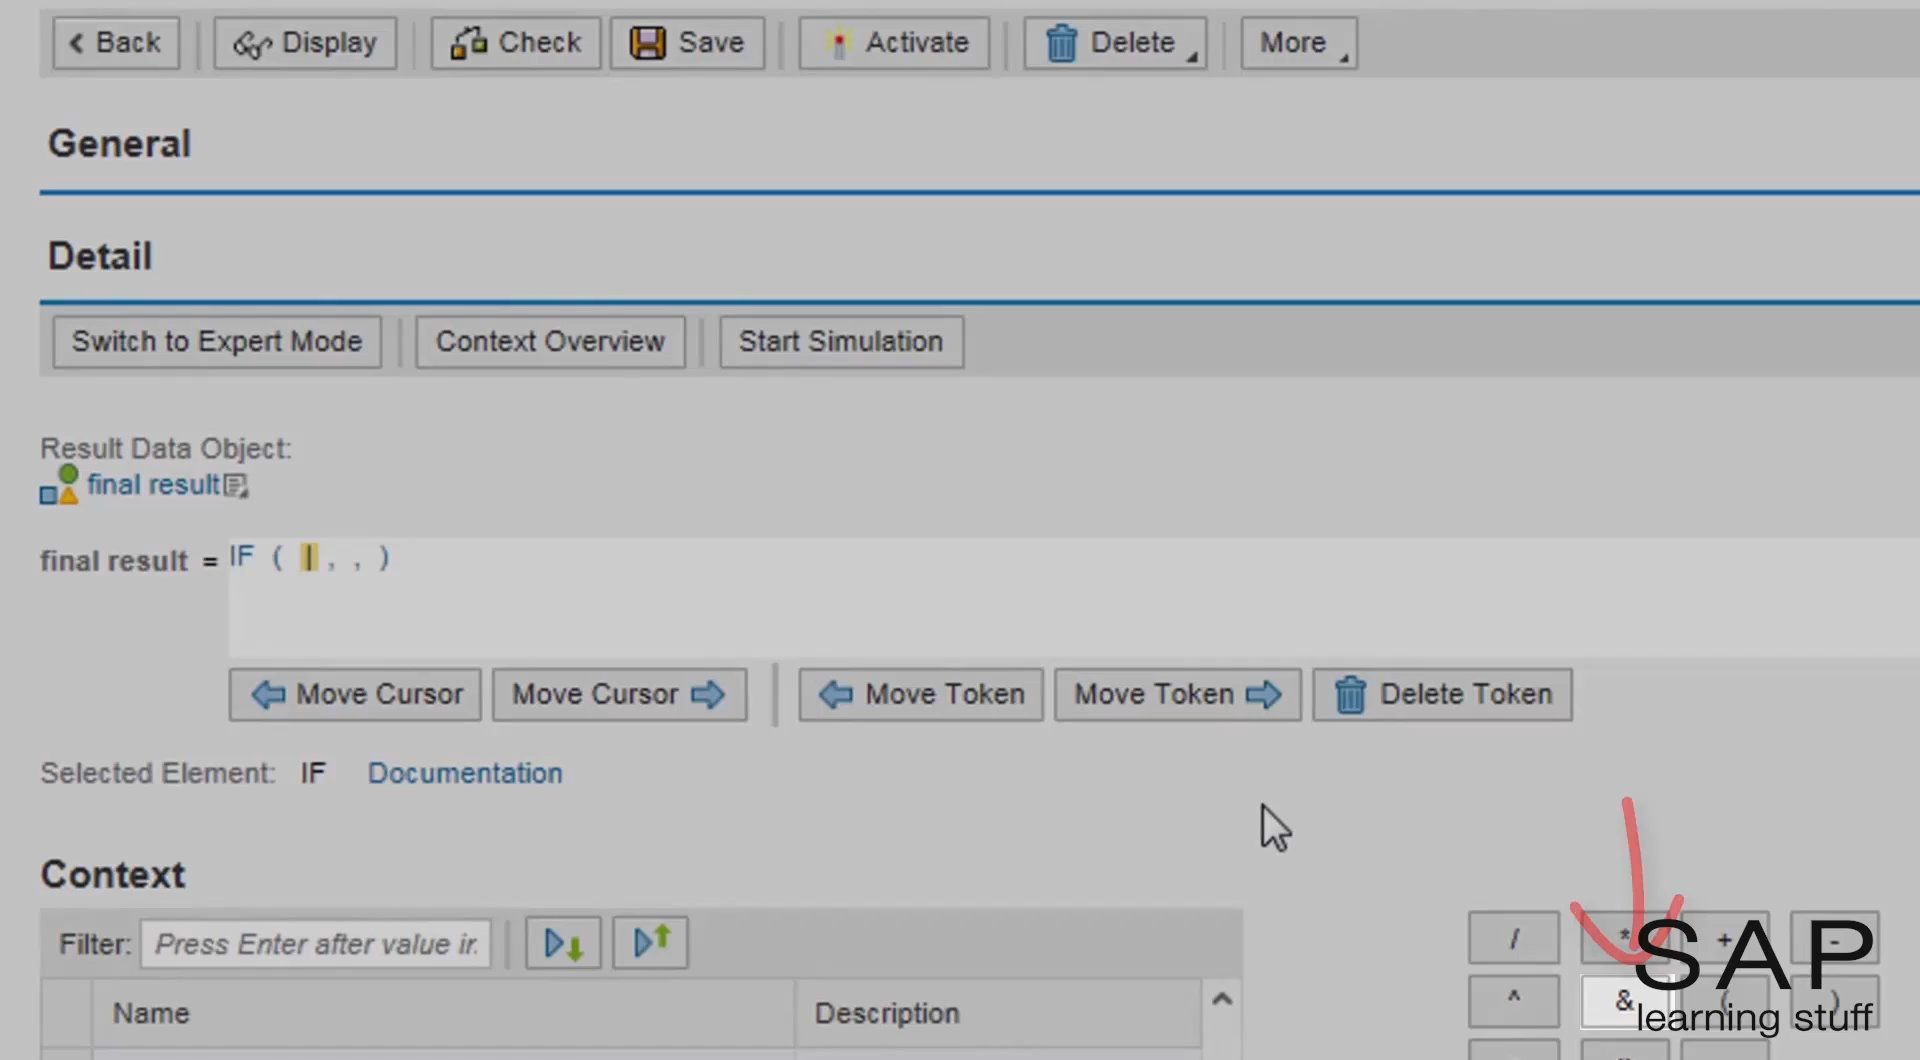 Back Display Check Save Activate Delete More
General
Detail
Switch to Expert Mode Context Overview Start Simulation
Result Data Object:
final result
final result = IF ( , , )
Move Cursor Move Cursor Move Token Move Token Delete Token
Selected Element: IF Documentation
Context
Filter: Press Enter after value in
Name Description
/ * + -
^ & ( )
SAP
learning stuff